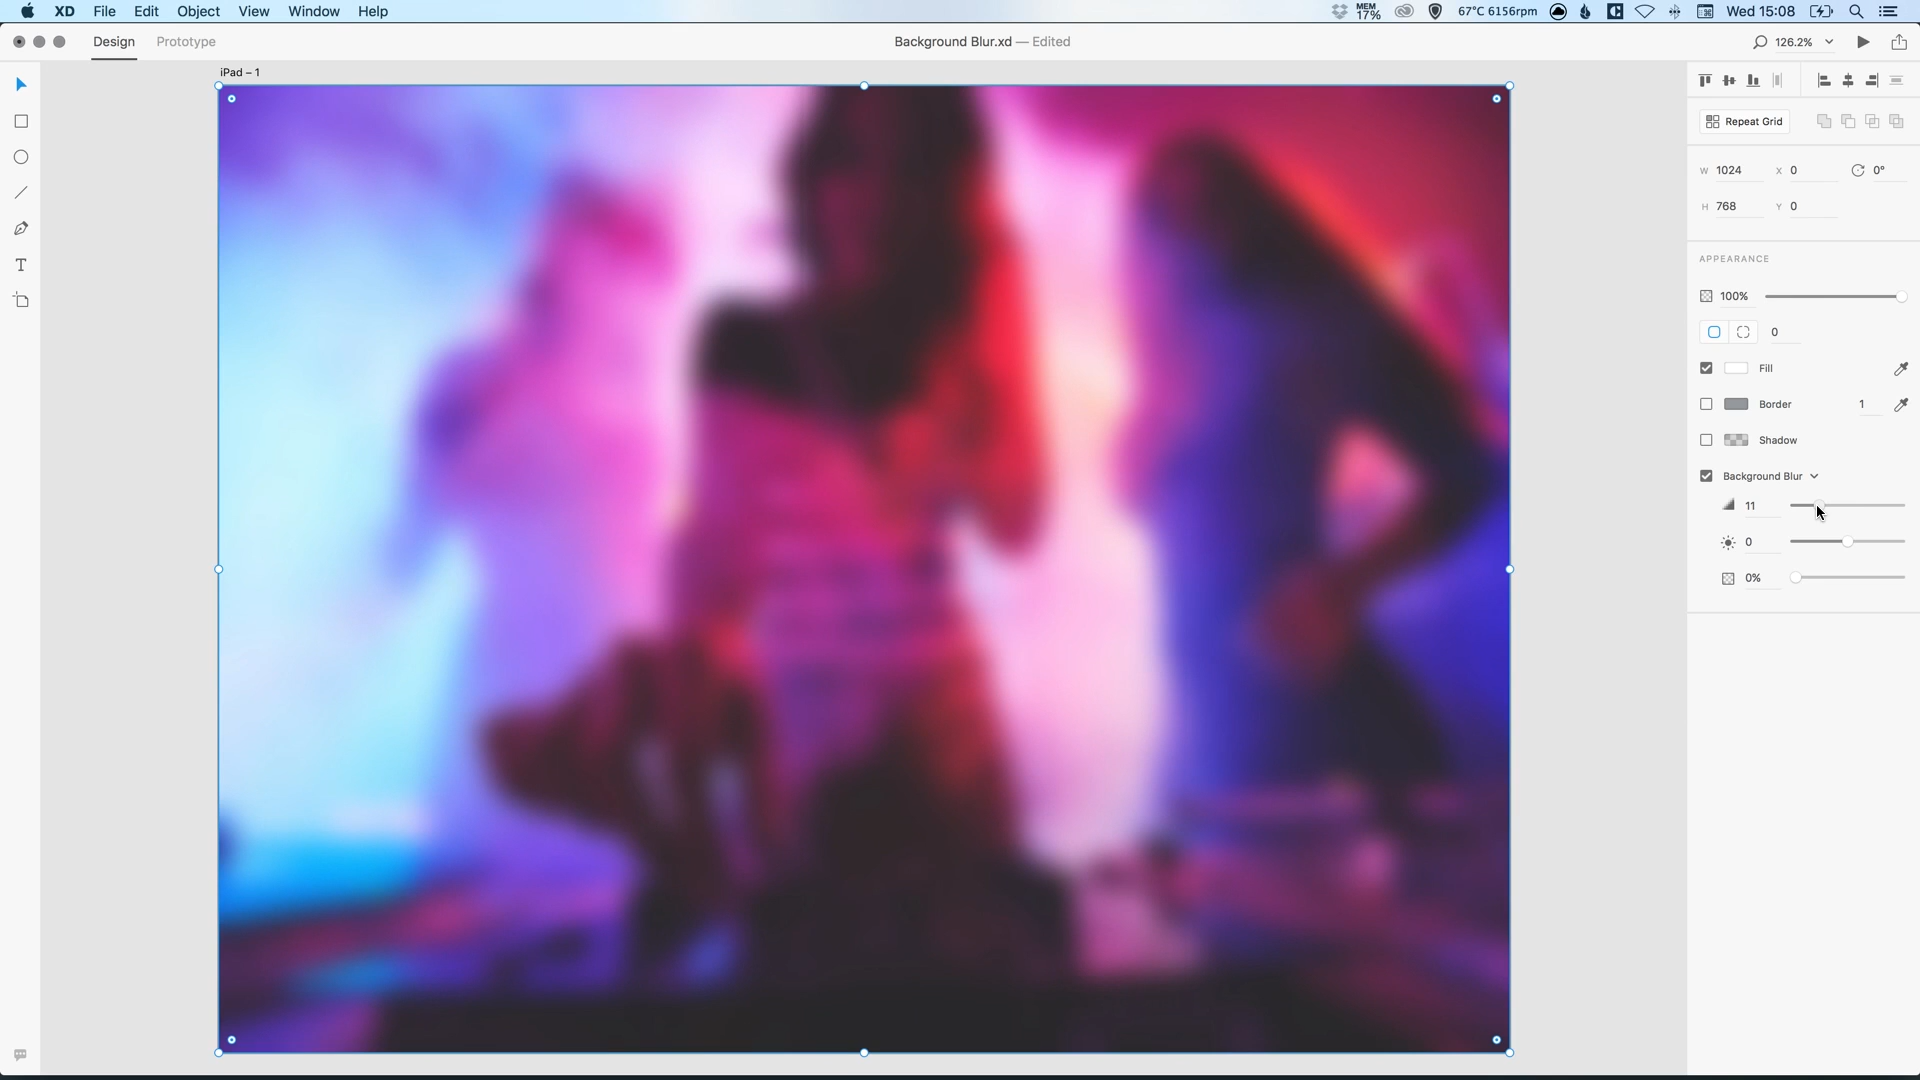 XD File Edit Object View Window Help
MEM 17% 67°C 6156rpm Wed 15:08
Design Prototype
Background Blur.xd — Edited
126.2%
iPad – 1
Repeat Grid
W 1024 X 0 0°
H 768 Y 0
APPEARANCE
100%
0
Fill
Border 1
Shadow
Background Blur
11
0
0%
T